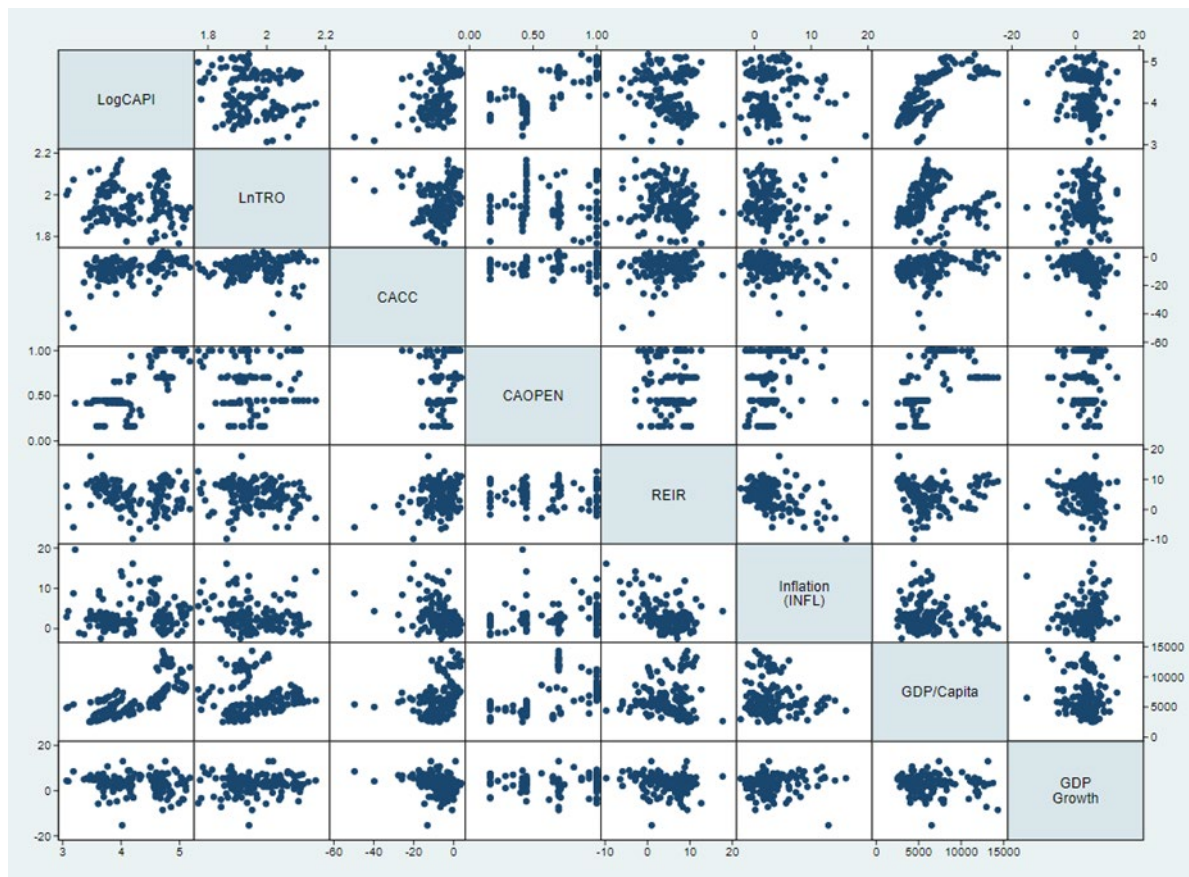 1.8 2 2.2 0.00 0.50 1.00 0 10 20 -20 0 20
LogCAPI
5
4
3
2.2
2
1.8
LnTRO
CACC
0
-20
-40
-60
1.00
0.50
0.00
CAOPEN
REIR
20
10
0
-10
20
10
0
Inflation
(INFL)
GDP/Capita
15000
10000
5000
0
20
0
-20
GDP
Growth
3 4 5 -60 -40 -20 0 -10 0 10 20 0 5000 10000 15000